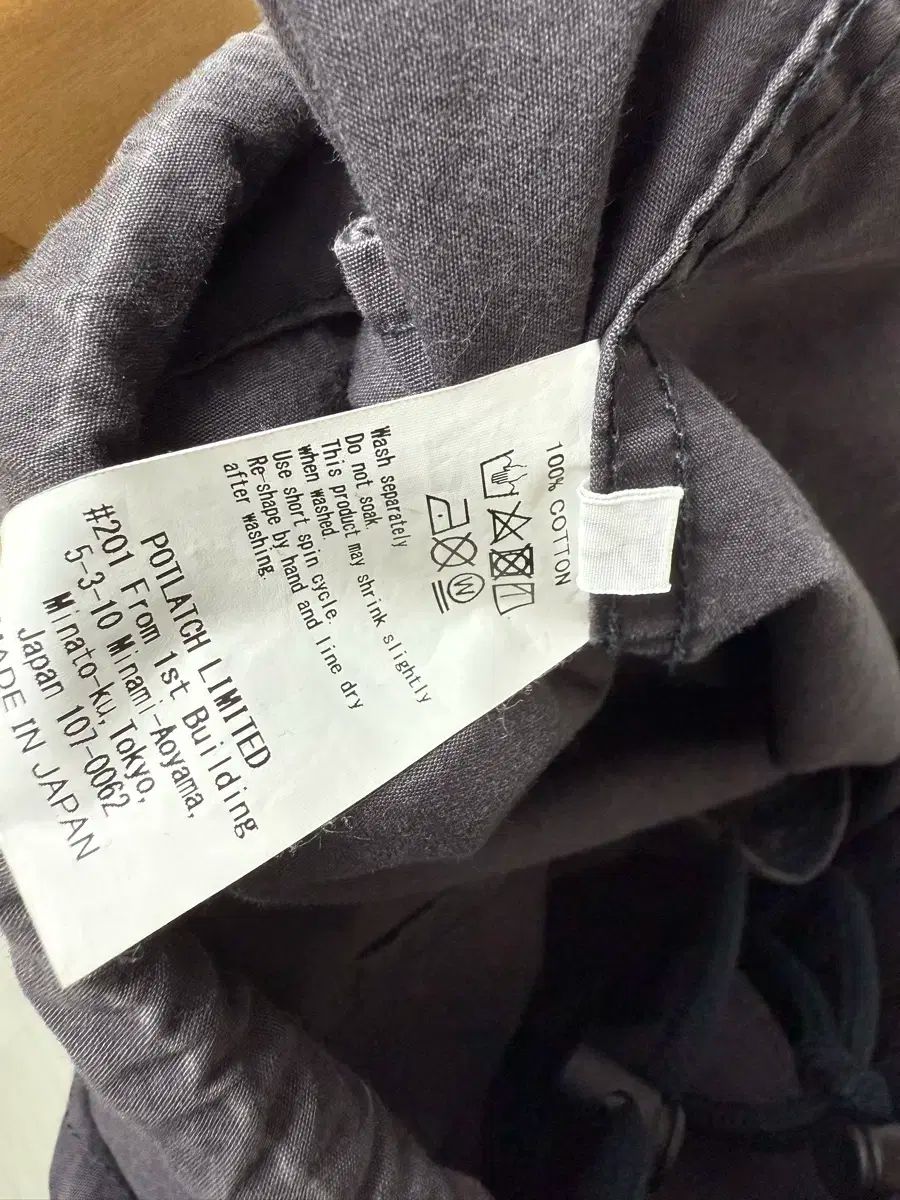 100% COTTON
W
Wash separately
Do not soak.
This product may shrink slightly
when washed.
Use short spin cycle.
Re-shape by hand and line dry
after washing.
POTLATCH LIMITED
#201 From 1st Building
5-3-10 Minami-Aoyama,
Minato-ku, Tokyo,
Japan 107-0062
MADE IN JAPAN